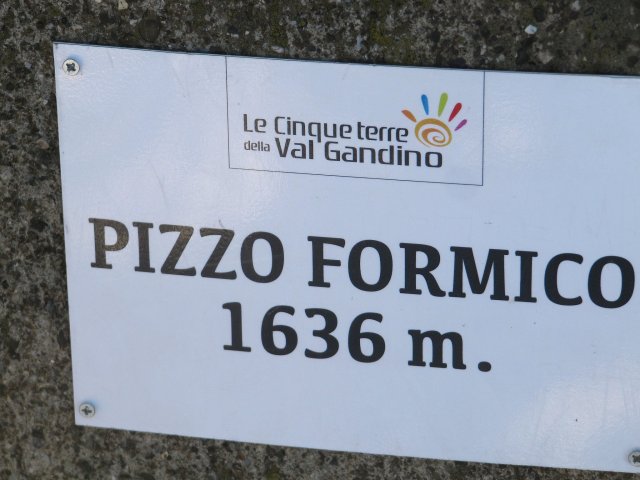 Le Cinque terre
della Val Gandino
PIZZO FORMICO
1636 m.